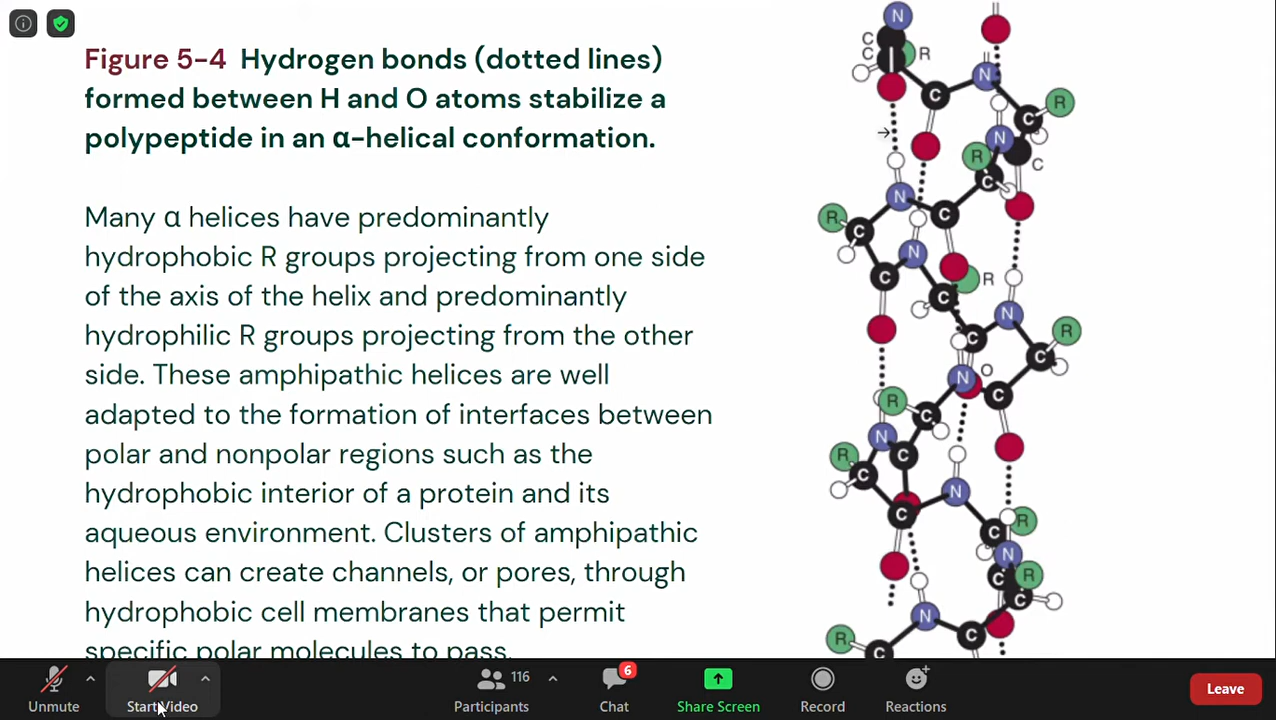 Figure 5-4 Hydrogen bonds (dotted lines)
formed between H and O atoms stabilize a
polypeptide in an α-helical conformation.
Many α helices have predominantly
hydrophobic R groups projecting from one side
of the axis of the helix and predominantly
hydrophilic R groups projecting from the other
side. These amphipathic helices are well
adapted to the formation of interfaces between
polar and nonpolar regions such as the
hydrophobic interior of a protein and its
aqueous environment. Clusters of amphipathic
helices can create channels, or pores, through
hydrophobic cell membranes that permit
specific polar molecules to pass.
N
C
C
R
N
C
R
C
N
R
C
C
N
R
C
C
N
C
R
C
N
C
R
C
O
N
C
R
C
N
C
R
C
N
C
C
R
N
C
R
C
N
C
R
C
116
6
Unmute
Start Video
Participants
Chat
Share Screen
Record
Reactions
Leave